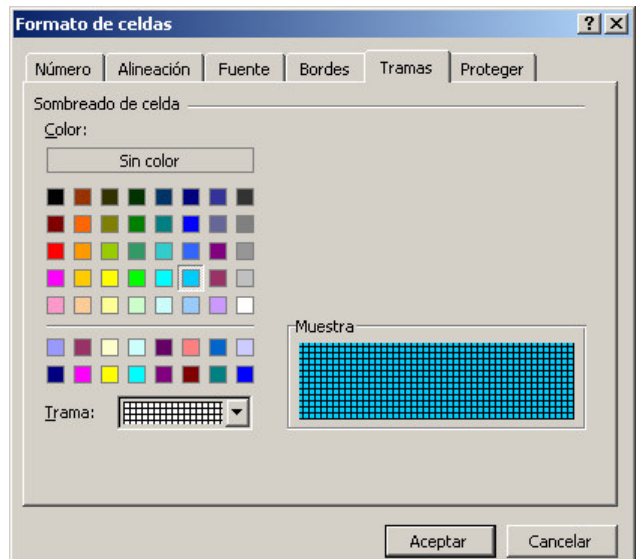 Formato de celdas
Número Alineación Fuente Bordes Tramas Proteger
Sombreado de celda
Color:
Sin color
Muestra
Trama:
Aceptar Cancelar